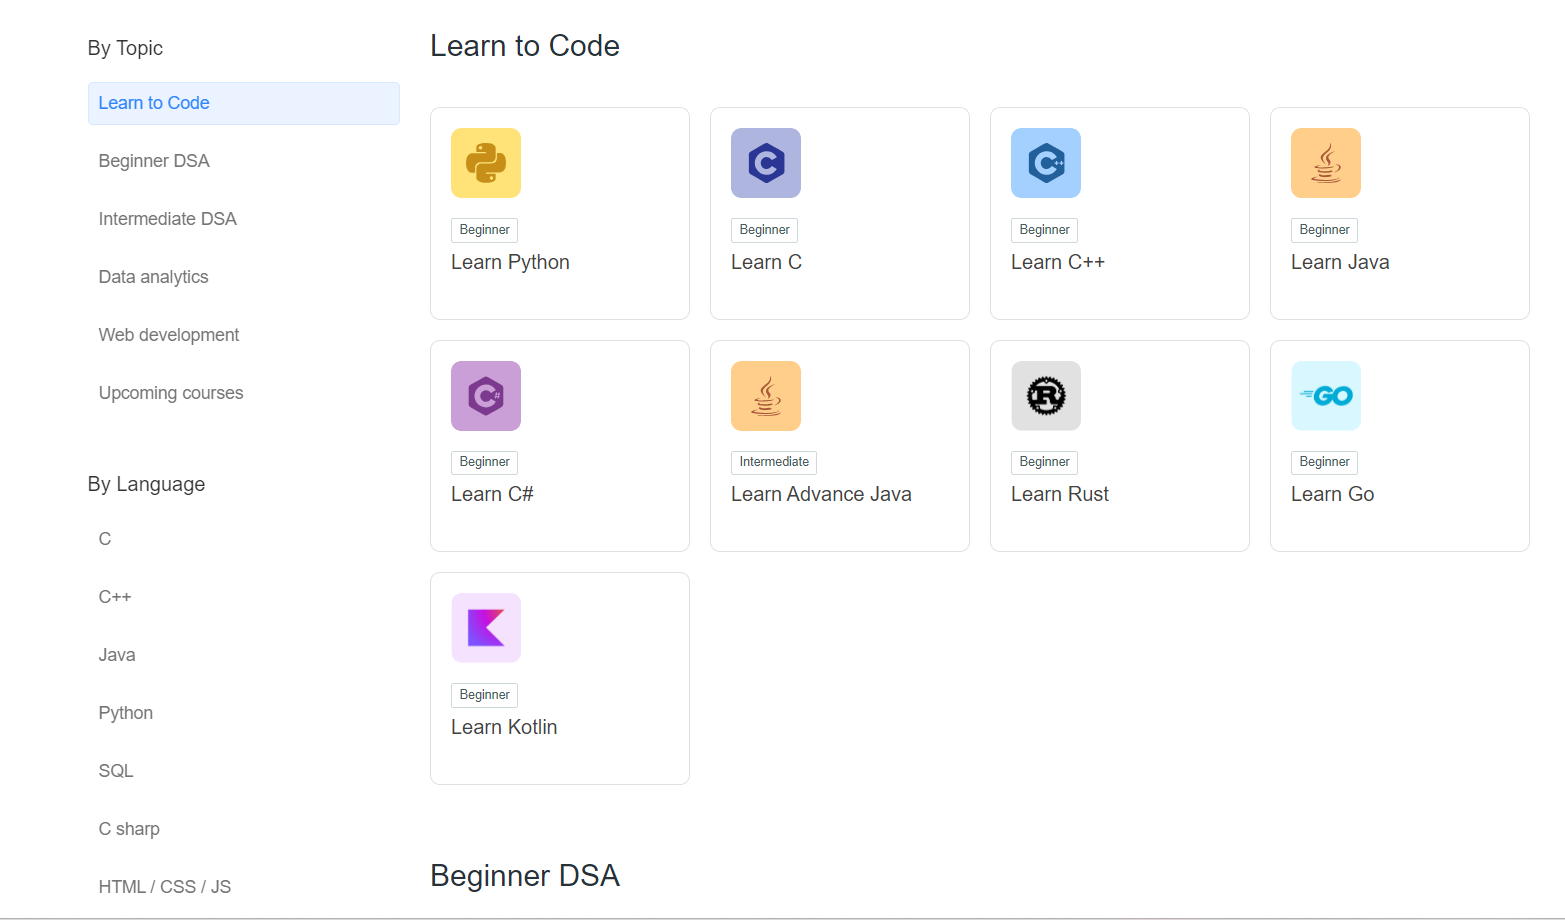 By Topic
Learn to Code
Beginner DSA
Intermediate DSA
Data analytics
Web development
Upcoming courses
By Language
C
C++
Java
Python
SQL
C sharp
HTML / CSS / JS
Learn to Code
Beginner
Learn Python
C
Beginner
Learn C
C++
Beginner
Learn C++
Beginner
Learn Java
C#
Beginner
Learn C#
Intermediate
Learn Advance Java
R
Beginner
Learn Rust
GO
Beginner
Learn Go
Beginner
Learn Kotlin
Beginner DSA